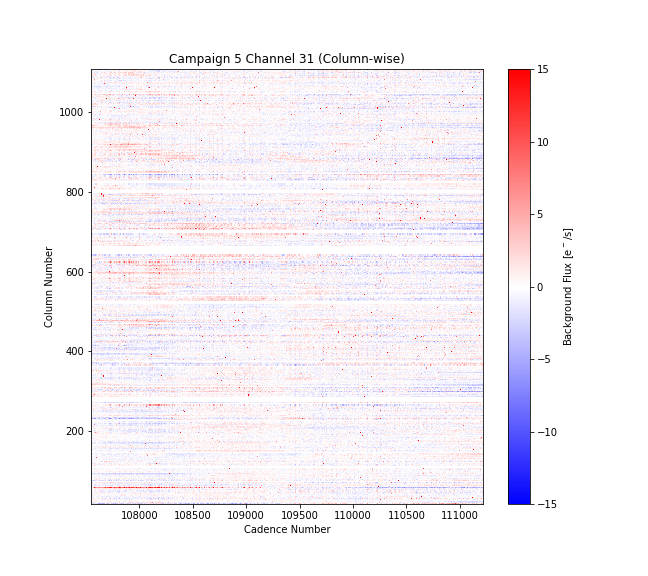 Campaign 5 Channel 31 (Column-wise)
1000
800
600
400
200
Column Number
108000 108500 109000 109500 110000 110500 111000
Cadence Number
15
10
5
0
−5
−10
−15
Background Flux [e⁻/s]